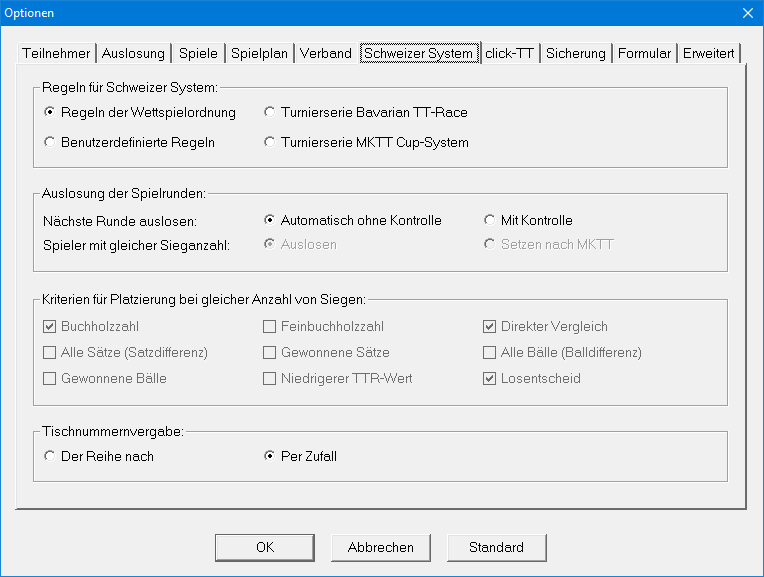 Optionen
Teilnehmer Auslosung Spiele Spielplan Verband Schweizer System click-TT Sicherung Formular Erweitert
Regeln für Schweizer System:
Regeln der Wettspielordnung Turnierserie Bavarian TT-Race
Benutzerdefinierte Regeln Turnierserie MKTT Cup-System
Auslosung der Spielrunden:
Nächste Runde auslosen: Automatisch ohne Kontrolle Mit Kontrolle
Spieler mit gleicher Sieganzahl: Auslosen Setzen nach MKTT
Kriterien für Platzierung bei gleicher Anzahl von Siegen:
Buchholzzahl Feinbuchholzzahl Direkter Vergleich
Alle Sätze (Satzdifferenz) Gewonnene Sätze Alle Bälle (Balldifferenz)
Gewonnene Bälle Niedrigerer TTR-Wert Losentscheid
Tischnummernvergabe:
Der Reihe nach Per Zufall
OK Abbrechen Standard